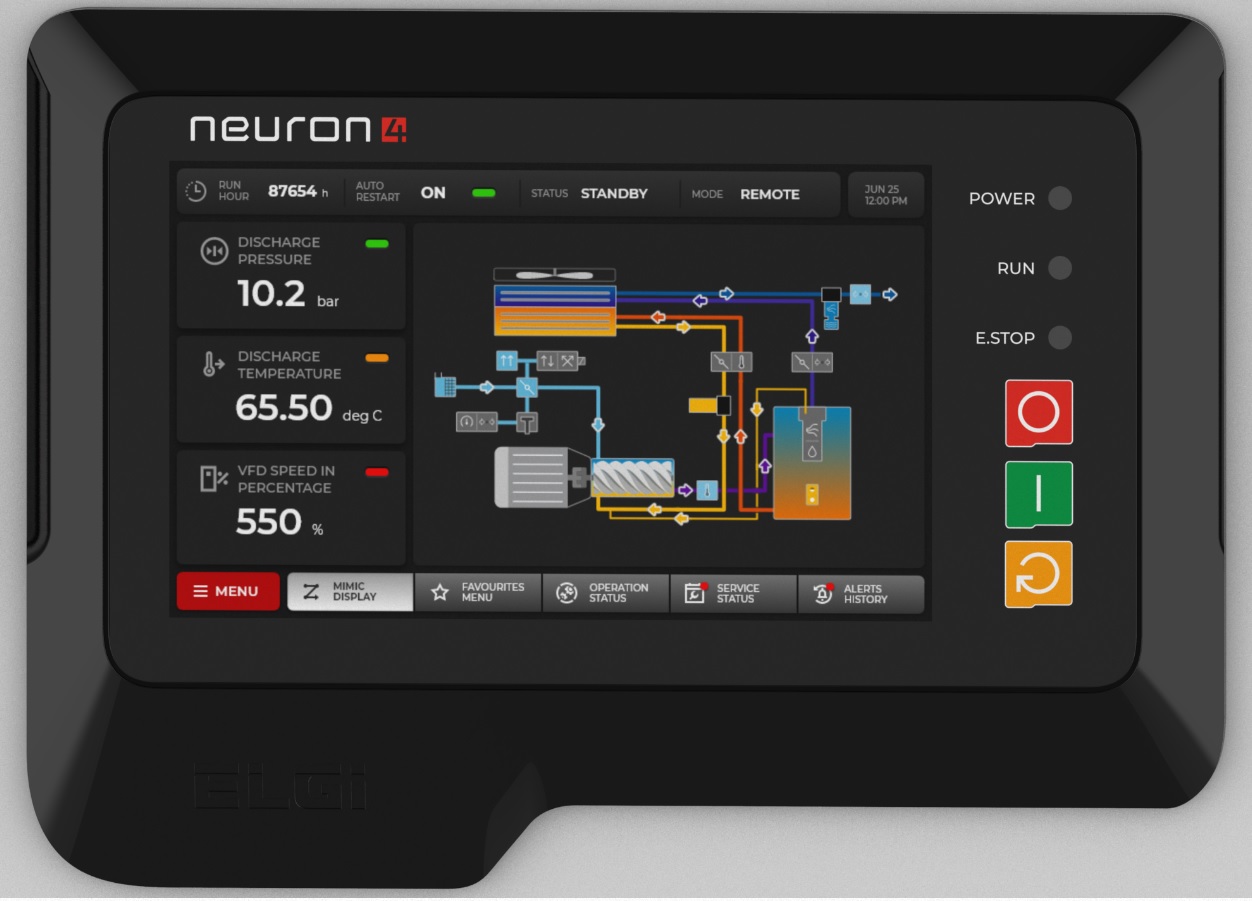 neuron 4
RUN
HOUR
87654 h
AUTO
RESTART
ON
STATUS STANDBY
MODE REMOTE
JUN 25
12:00 PM
DISCHARGE
PRESSURE
10.2 bar
DISCHARGE
TEMPERATURE
65.50 deg C
VFD SPEED IN
PERCENTAGE
550 %
MENU
MIMIC
DISPLAY
FAVOURITES
MENU
OPERATION
STATUS
SERVICE
STATUS
ALERTS
HISTORY
POWER
RUN
E.STOP
ELGi